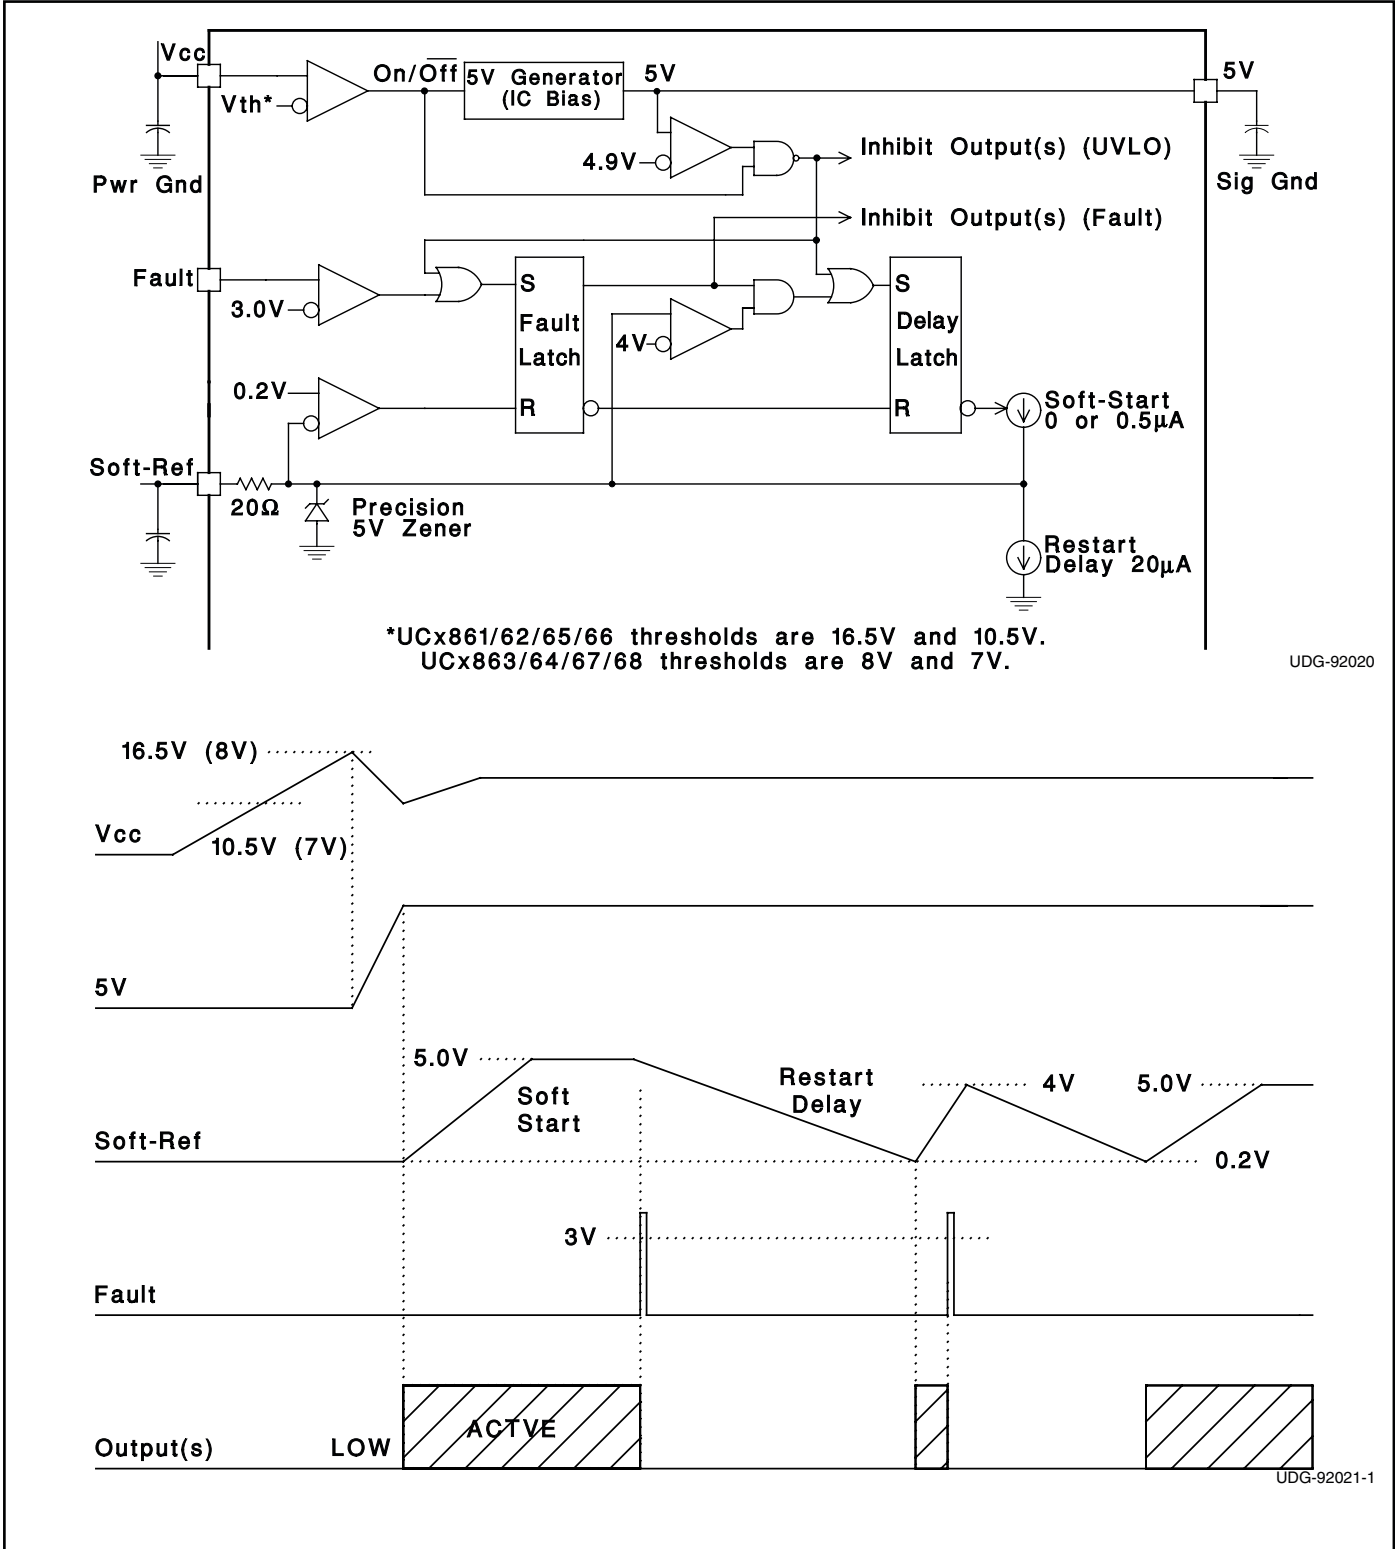 Vcc
On/Off
5V Generator
(IC Bias)
5V
5V
Vth*
4.9V
Inhibit Output(s) (UVLO)
Pwr Gnd
Sig Gnd
Inhibit Output(s) (Fault)
Fault
3.0V
S
Fault
Latch
R
4V
S
Delay
Latch
R
0.2V
Soft-Start
0 or 0.5μA
Soft-Ref
20Ω
Precision
5V Zener
Restart
Delay 20μA
*UCx861/62/65/66 thresholds are 16.5V and 10.5V.
UCx863/64/67/68 thresholds are 8V and 7V.
UDG-92020
16.5V (8V)
Vcc
10.5V (7V)
5V
5.0V
Soft
Start
Restart
Delay
4V
5.0V
Soft-Ref
0.2V
3V
Fault
ACTVE
Output(s)
LOW
UDG-92021-1